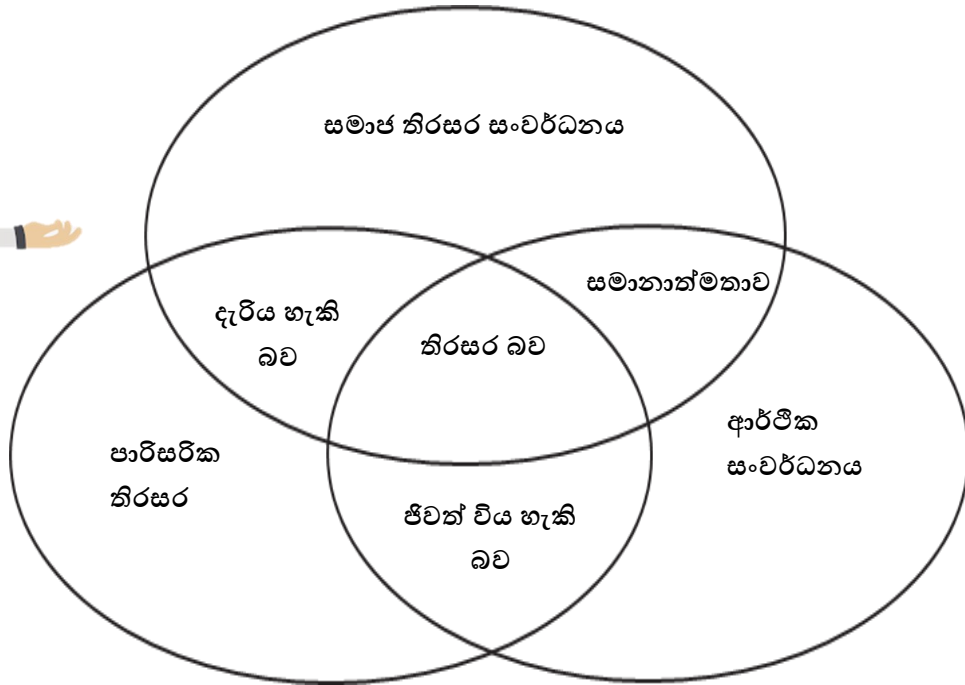 සමාජ තිරසර සංවර්ධනය
සමානාත්මතාව
දැරිය හැකි
බව
තිරසර බව
ආර්ථික
සංවර්ධනය
පාරිසරික
තිරසර
ජිවත් විය හැකි
බව